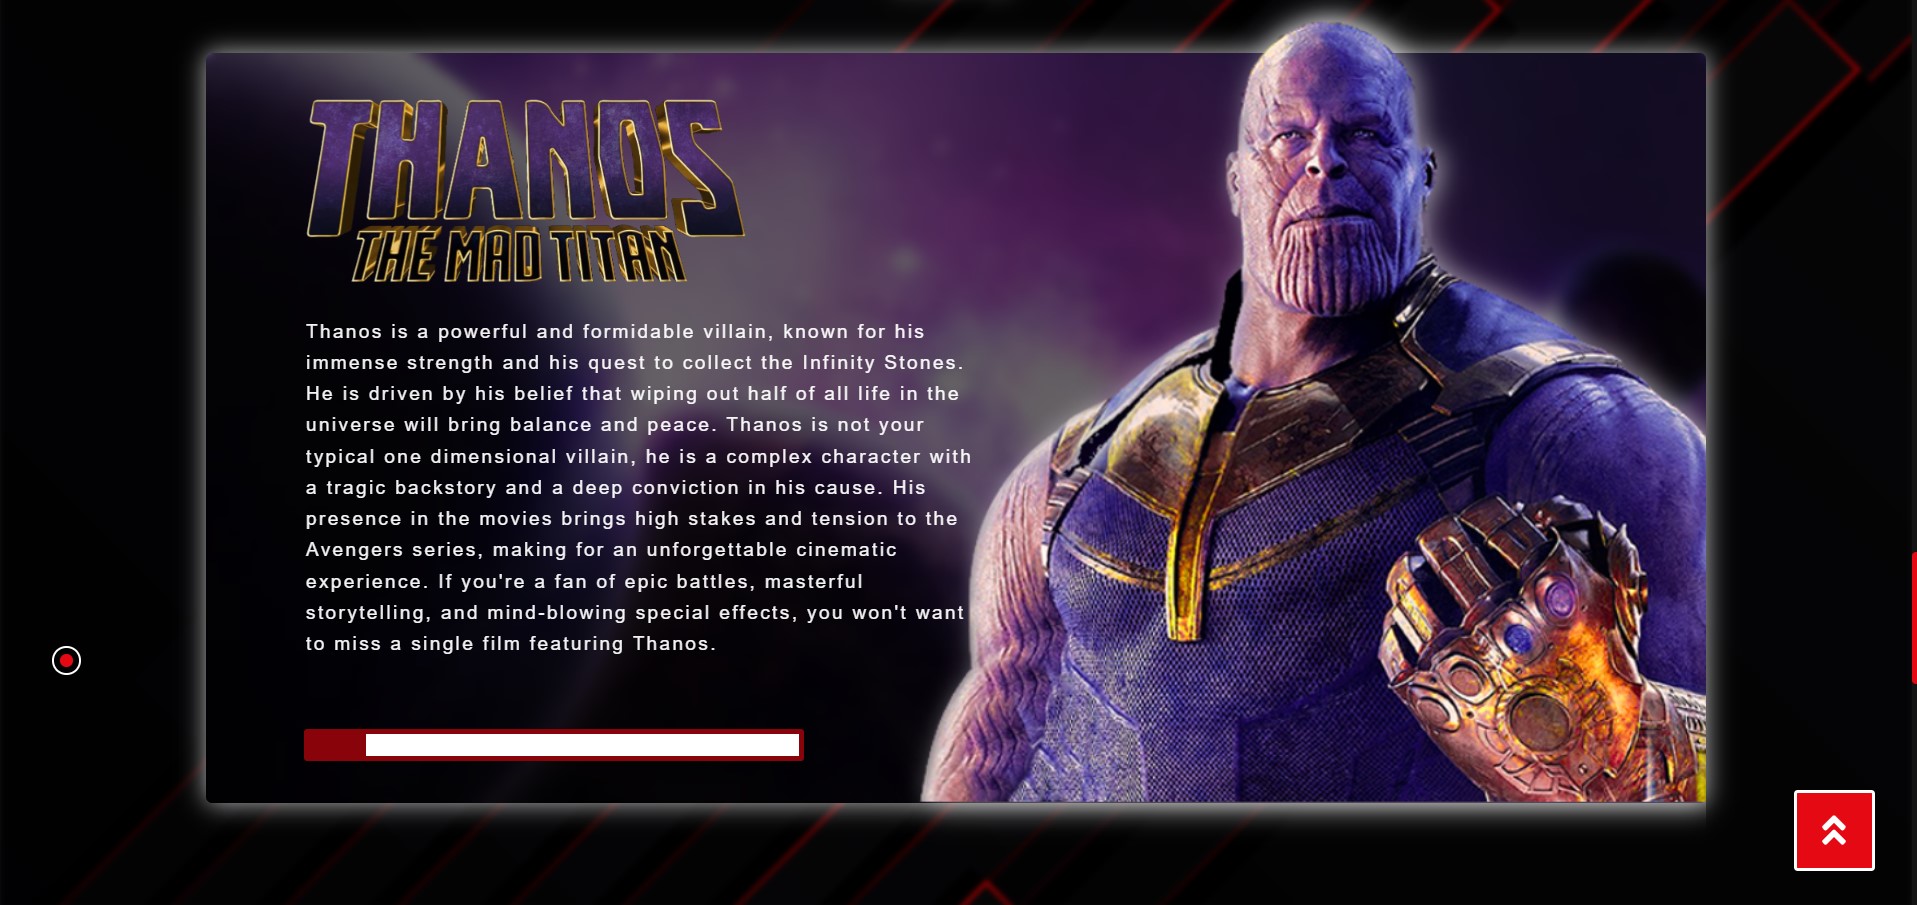 THANOS
THE MAD TITAN
Thanos is a powerful and formidable villain, known for his
immense strength and his quest to collect the Infinity Stones.
He is driven by his belief that wiping out half of all life in the
universe will bring balance and peace. Thanos is not your
typical one dimensional villain, he is a complex character with
a tragic backstory and a deep conviction in his cause. His
presence in the movies brings high stakes and tension to the
Avengers series, making for an unforgettable cinematic
experience. If you're a fan of epic battles, masterful
storytelling, and mind-blowing special effects, you won't want
to miss a single film featuring Thanos.